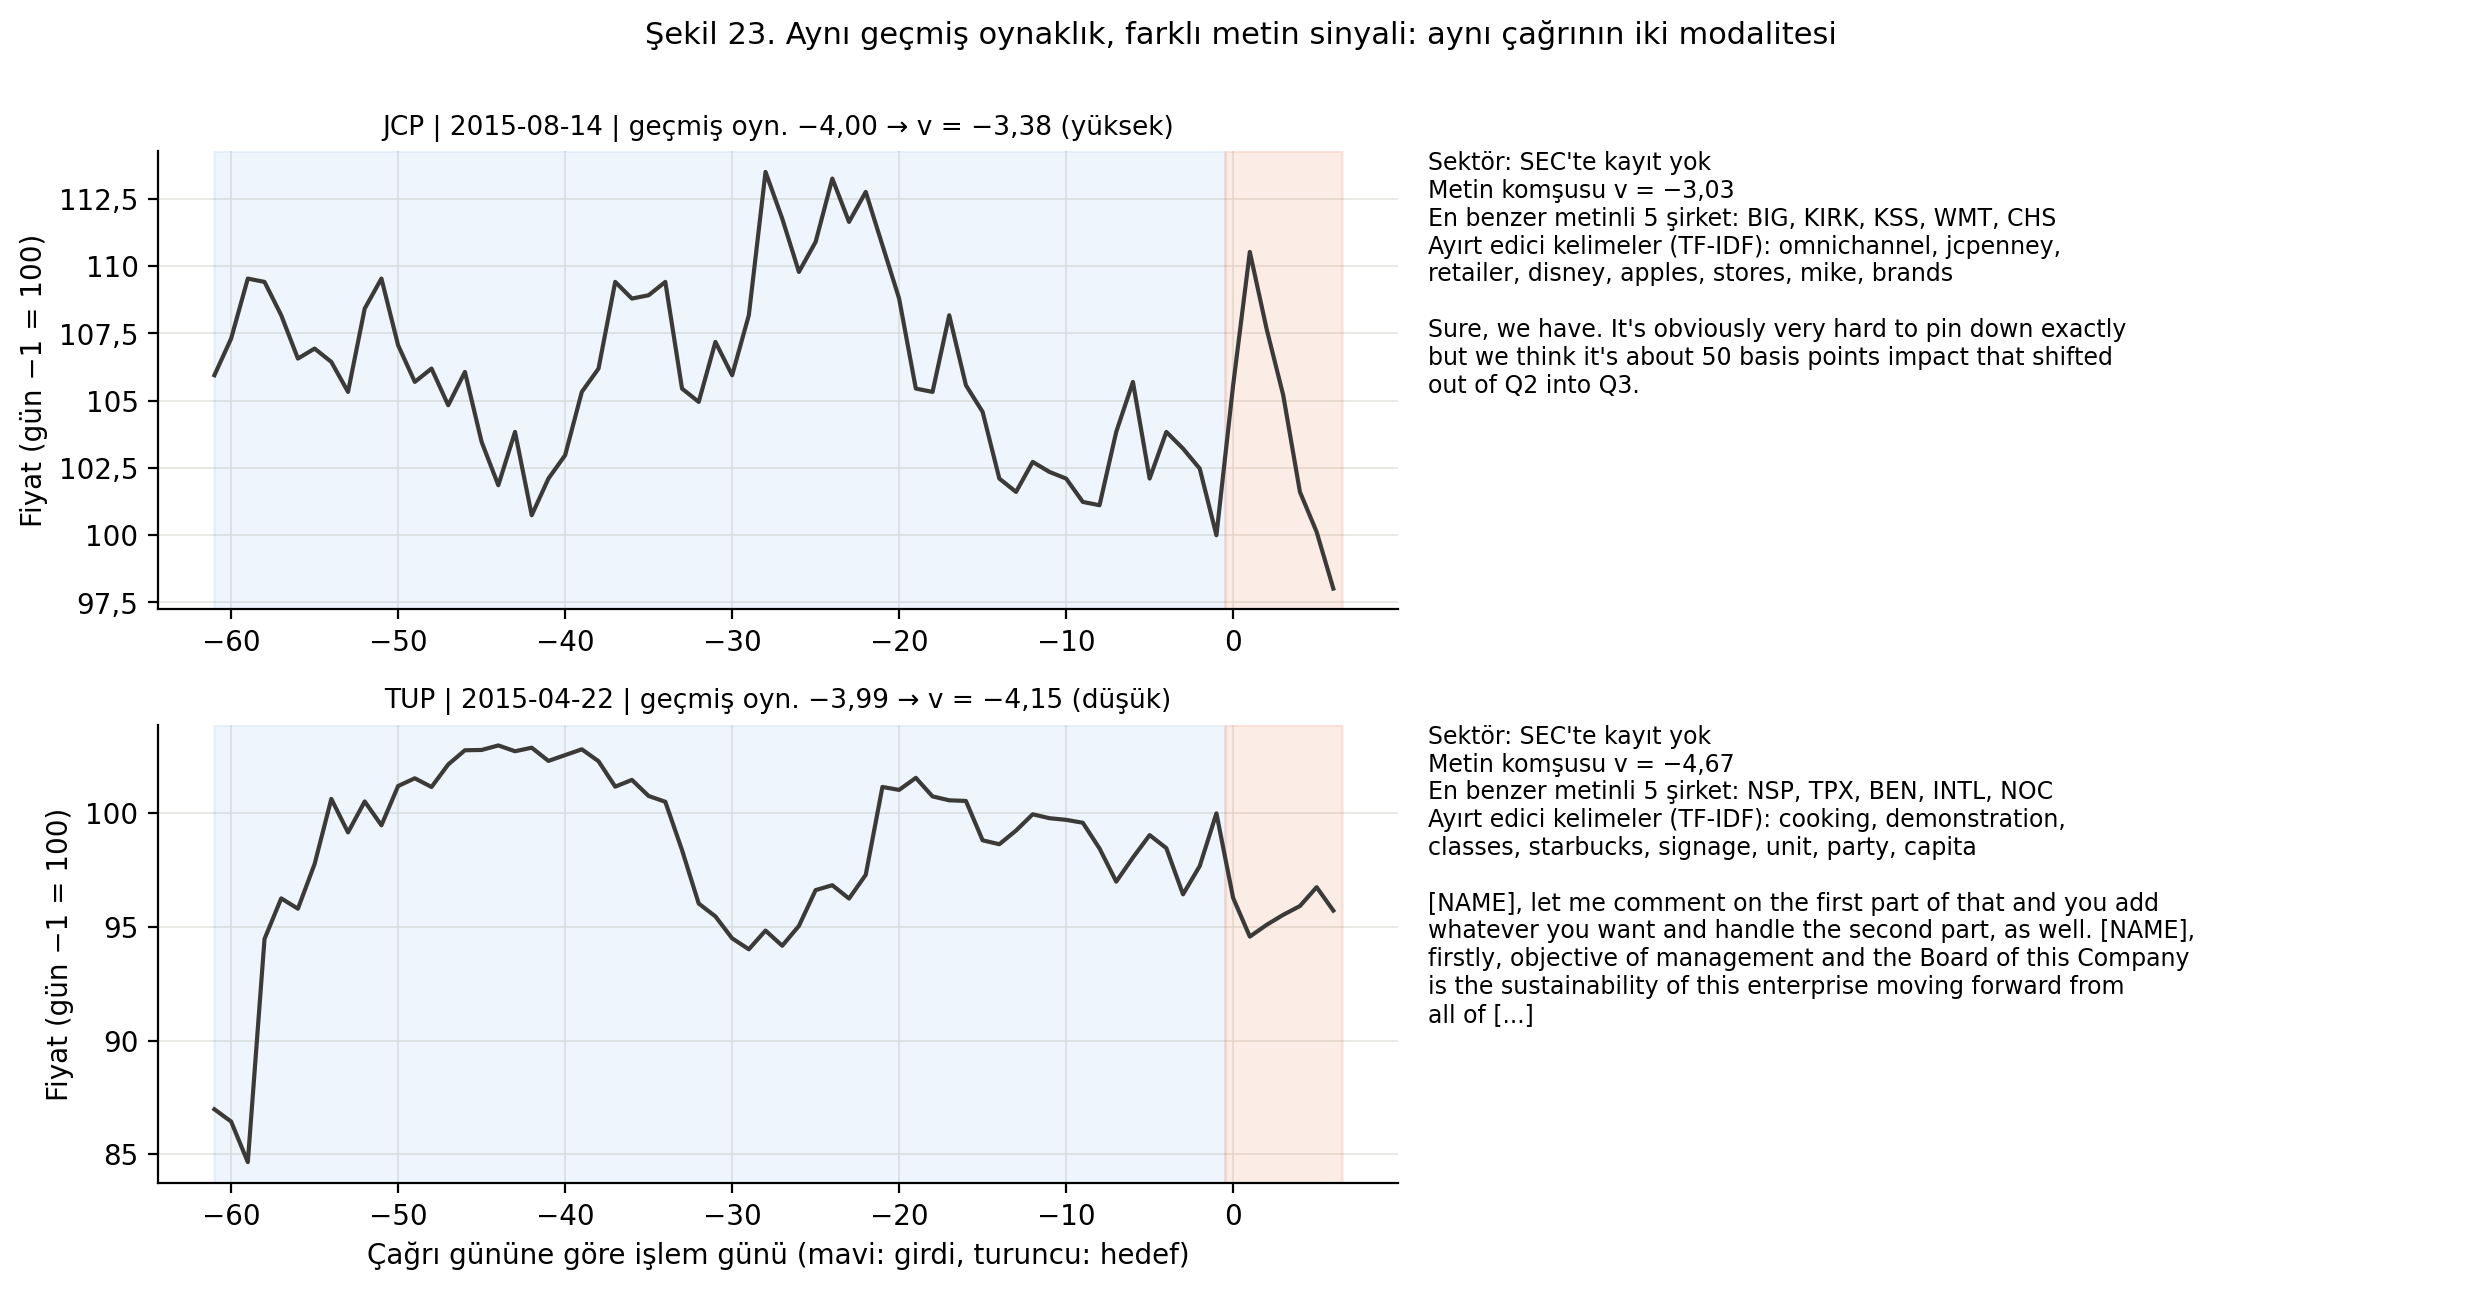 Şekil 23. Aynı geçmiş oynaklık, farklı metin sinyali: aynı çağrının iki modalitesi
JCP | 2015-08-14 | geçmiş oyn. −4,00 → v = −3,38 (yüksek)
Fiyat (gün −1 = 100)
112,5
110
107,5
105
102,5
100
97,5
−60 −50 −40 −30 −20 −10 0
Sektör: SEC'te kayıt yok
Metin komşusu v = −3,03
En benzer metinli 5 şirket: BIG, KIRK, KSS, WMT, CHS
Ayırt edici kelimeler (TF-IDF): omnichannel, jcpenney,
retailer, disney, apples, stores, mike, brands
Sure, we have. It's obviously very hard to pin down exactly
but we think it's about 50 basis points impact that shifted
out of Q2 into Q3.
TUP | 2015-04-22 | geçmiş oyn. −3,99 → v = −4,15 (düşük)
Fiyat (gün −1 = 100)
100
95
90
85
−60 −50 −40 −30 −20 −10 0
Çağrı gününe göre işlem günü (mavi: girdi, turuncu: hedef)
Sektör: SEC'te kayıt yok
Metin komşusu v = −4,67
En benzer metinli 5 şirket: NSP, TPX, BEN, INTL, NOC
Ayırt edici kelimeler (TF-IDF): cooking, demonstration,
classes, starbucks, signage, unit, party, capita
[NAME], let me comment on the first part of that and you add
whatever you want and handle the second part, as well. [NAME],
firstly, objective of management and the Board of this Company
is the sustainability of this enterprise moving forward from
all of [...]